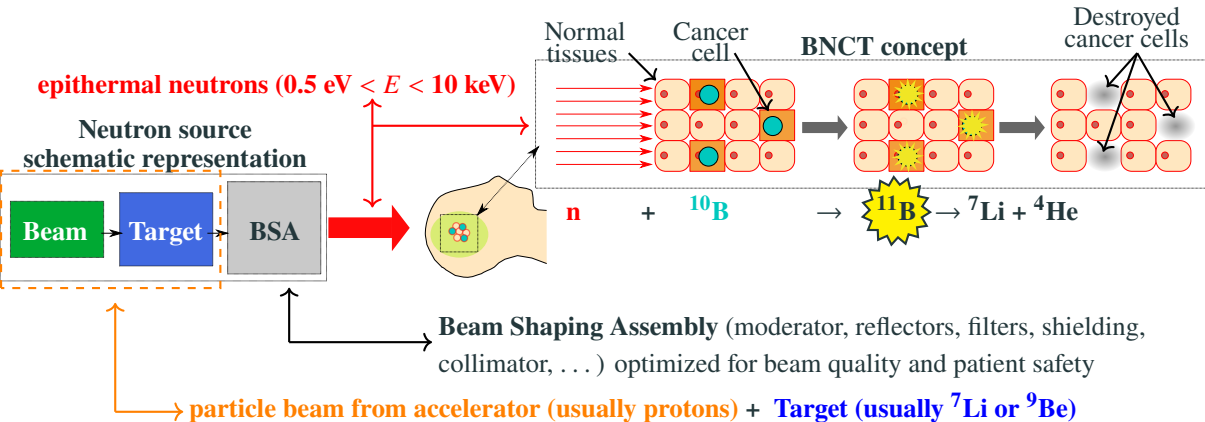 Normal
tissues
Cancer
cell
BNCT concept
Destroyed
cancer cells
epithermal neutrons (0.5 eV < E < 10 keV)
Neutron source
schematic representation
Beam
Target
BSA
n + ¹⁰B → ¹¹B → ⁷Li + ⁴He
Beam Shaping Assembly (moderator, reflectors, filters, shielding,
collimator, . . . ) optimized for beam quality and patient safety
particle beam from accelerator (usually protons) + Target (usually ⁷Li or ⁹Be)